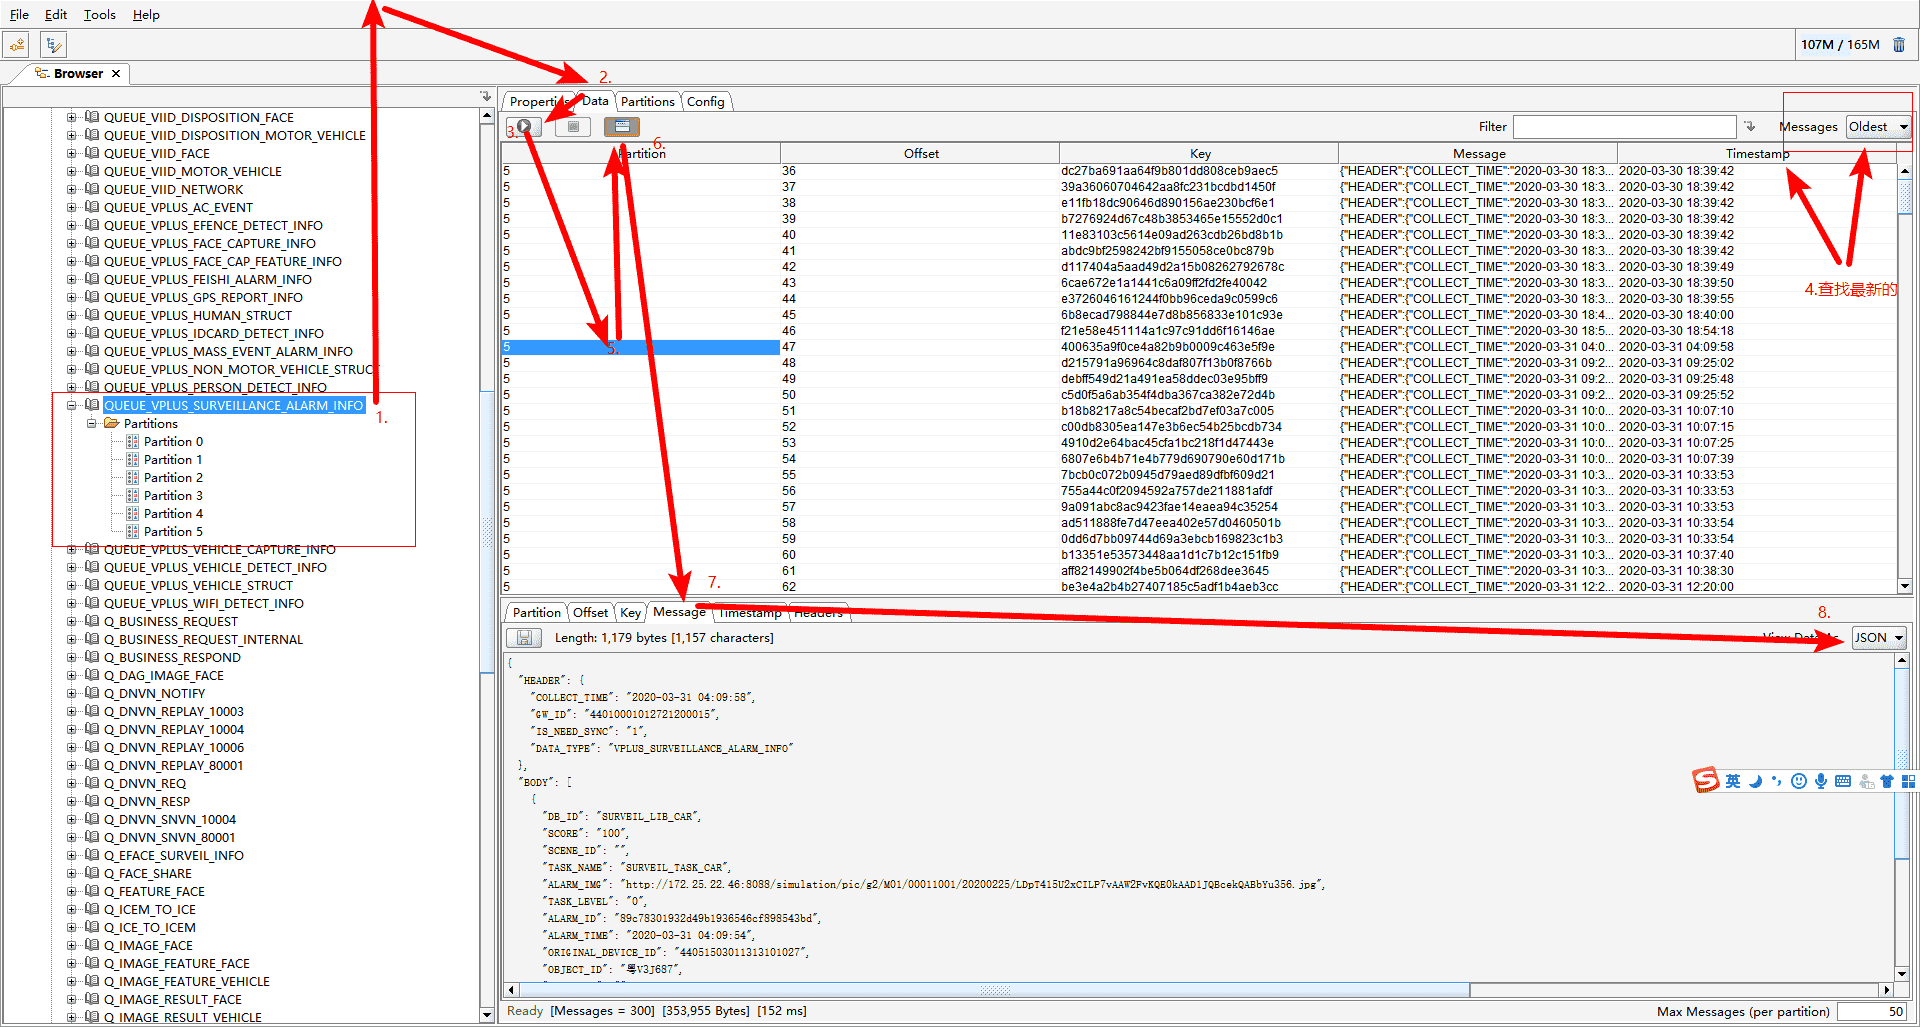 File Edit Tools Help
107M / 165M
Browser
QUEUE_VIID_DISPOSITION_FACE
QUEUE_VIID_DISPOSITION_MOTOR_VEHICLE
QUEUE_VIID_FACE
QUEUE_VIID_MOTOR_VEHICLE
QUEUE_VIID_NETWORK
QUEUE_VPLUS_AC_EVENT
QUEUE_VPLUS_EFENCE_DETECT_INFO
QUEUE_VPLUS_FACE_CAPTURE_INFO
QUEUE_VPLUS_FACE_CAP_FEATURE_INFO
QUEUE_VPLUS_FEISHI_ALARM_INFO
QUEUE_VPLUS_GPS_REPORT_INFO
QUEUE_VPLUS_HUMAN_STRUCT
QUEUE_VPLUS_IDCARD_DETECT_INFO
QUEUE_VPLUS_MASS_EVENT_ALARM_INFO
QUEUE_VPLUS_NON_MOTOR_VEHICLE_STRUCT
QUEUE_VPLUS_PERSON_DETECT_INFO
QUEUE_VPLUS_SURVEILLANCE_ALARM_INFO
1.
Partitions
Partition 0
Partition 1
Partition 2
Partition 3
Partition 4
Partition 5
QUEUE_VPLUS_VEHICLE_CAPTURE_INFO
QUEUE_VPLUS_VEHICLE_DETECT_INFO
QUEUE_VPLUS_VEHICLE_STRUCT
QUEUE_VPLUS_WIFI_DETECT_INFO
Q_BUSINESS_REQUEST
Q_BUSINESS_REQUEST_INTERNAL
Q_BUSINESS_RESPOND
Q_DAG_IMAGE_FACE
Q_DNVN_NOTIFY
Q_DNVN_REPLAY_10003
Q_DNVN_REPLAY_10004
Q_DNVN_REPLAY_10006
Q_DNVN_REPLAY_80001
Q_DNVN_REQ
Q_DNVN_RESP
Q_DNVN_SNVN_10004
Q_DNVN_SNVN_80001
Q_EFACE_SURVEIL_INFO
Q_FACE_SHARE
Q_FEATURE_FACE
Q_ICEM_TO_ICE
Q_ICE_TO_ICEM
Q_IMAGE_FACE
Q_IMAGE_FEATURE_FACE
Q_IMAGE_FEATURE_VEHICLE
Q_IMAGE_RESULT_FACE
Q_IMAGE_RESULT_VEHICLE
2.
Properties Data Partitions Config
3.
6.
Filter Messages Oldest
Partition Offset Key Message Timestamp
5 36 dc27ba691aa64f9b801dd808ceb9aec5 {"HEADER":{"COLLECT_TIME":"2020-03-30 18:3... 2020-03-30 18:39:42
5 37 39a36060704642aa8fc231bcdbd1450f {"HEADER":{"COLLECT_TIME":"2020-03-30 18:3... 2020-03-30 18:39:42
5 38 e11fb18dc90646d890156ae230bcf6e1 {"HEADER":{"COLLECT_TIME":"2020-03-30 18:3... 2020-03-30 18:39:42
5 39 b7276924d67c48b3853465e15552d0c1 {"HEADER":{"COLLECT_TIME":"2020-03-30 18:3... 2020-03-30 18:39:42
5 40 11e83103c5614e09ad263cdb26bd8b1b {"HEADER":{"COLLECT_TIME":"2020-03-30 18:3... 2020-03-30 18:39:42
5 41 abdc9bf2598242bf9155058ce0bc879b {"HEADER":{"COLLECT_TIME":"2020-03-30 18:3... 2020-03-30 18:39:42
5 42 d117404a5aad49d2a15b08262792678c {"HEADER":{"COLLECT_TIME":"2020-03-30 18:3... 2020-03-30 18:39:49
5 43 6cae672e1a1441c6a09ff2fd2fe40042 {"HEADER":{"COLLECT_TIME":"2020-03-30 18:3... 2020-03-30 18:39:50
5 44 e3726046161244f0bb96ceda9c0599c6 {"HEADER":{"COLLECT_TIME":"2020-03-30 18:3... 2020-03-30 18:39:55
5 45 6b8ecad798844e7d8b856833e101c93e {"HEADER":{"COLLECT_TIME":"2020-03-30 18:4... 2020-03-30 18:40:00
5 46 f21e58e451114a1c97c91dd6f16146ae {"HEADER":{"COLLECT_TIME":"2020-03-30 18:5... 2020-03-30 18:54:18
5 47 400635a9f0ce4a82b9b0009c463e5f9e {"HEADER":{"COLLECT_TIME":"2020-03-31 04:0... 2020-03-31 04:09:58
5 48 d215791a96964c8daf807f13b0f8766b {"HEADER":{"COLLECT_TIME":"2020-03-31 09:2... 2020-03-31 09:25:02
5 49 debff549d21a491ea58ddec03e95bff9 {"HEADER":{"COLLECT_TIME":"2020-03-31 09:2... 2020-03-31 09:25:48
5 50 c5d0f5a6ab354f4dba367ca382e72d4b {"HEADER":{"COLLECT_TIME":"2020-03-31 09:2... 2020-03-31 09:25:52
5 51 b18b8217a8c54becaf2bd7ef03a7c005 {"HEADER":{"COLLECT_TIME":"2020-03-31 10:0... 2020-03-31 10:07:10
5 52 c00db8305ea147e3b6ec54b25bcdb734 {"HEADER":{"COLLECT_TIME":"2020-03-31 10:0... 2020-03-31 10:07:15
5 53 4910d2e64bac45cfa1bc218f1d47443e {"HEADER":{"COLLECT_TIME":"2020-03-31 10:0... 2020-03-31 10:07:25
5 54 6807e6b4b71e4b779d690790e60d171b {"HEADER":{"COLLECT_TIME":"2020-03-31 10:0... 2020-03-31 10:07:39
5 55 7bcb0c072b0945d79aed89dfbf609d21 {"HEADER":{"COLLECT_TIME":"2020-03-31 10:3... 2020-03-31 10:33:53
5 56 755a44c0f2094592a757de211881afdf {"HEADER":{"COLLECT_TIME":"2020-03-31 10:3... 2020-03-31 10:33:53
5 57 9a091abc8ac9423fae14eaea94c35254 {"HEADER":{"COLLECT_TIME":"2020-03-31 10:3... 2020-03-31 10:33:53
5 58 ad511888fe7d47eea402e57d0460501b {"HEADER":{"COLLECT_TIME":"2020-03-31 10:3... 2020-03-31 10:33:54
5 59 0dd6d7bb09744d69a3ebcb169823c1b3 {"HEADER":{"COLLECT_TIME":"2020-03-31 10:3... 2020-03-31 10:33:54
5 60 b13351e53573448aa1d1c7b12c151fb9 {"HEADER":{"COLLECT_TIME":"2020-03-31 10:3... 2020-03-31 10:37:40
5 61 aff82149902f4be5b064df268dee3645 {"HEADER":{"COLLECT_TIME":"2020-03-31 10:3... 2020-03-31 10:38:30
5 62 be3e4a2b4b27407185c5adf1b4aeb3cc {"HEADER":{"COLLECT_TIME":"2020-03-31 12:2... 2020-03-31 12:20:00
4.查找最新的
5.
7.
8.
Partition Offset Key Message Timestamp Headers
Length: 1,179 bytes [1,157 characters]
View Data As JSON
{
"HEADER": {
"COLLECT_TIME": "2020-03-31 04:09:58",
"GW_ID": "44010001012721200015",
"IS_NEED_SYNC": "1",
"DATA_TYPE": "VPLUS_SURVEILLANCE_ALARM_INFO"
},
"BODY": [
{
"DB_ID": "SURVEIL_LIB_CAR",
"SCORE": "100",
"SCENE_ID": "",
"TASK_NAME": "SURVEIL_TASK_CAR",
"ALARM_IMG": "http://172.25.22.46:8088/simulation/pic/g2/M01/00011001/20200225/LDpT415U2xCILP7vAAW2FvKQE0kAAD1JQBcekQABbYu356.jpg",
"TASK_LEVEL": "0",
"ALARM_ID": "89c78301932d49b1936546cf898543bd",
"ALARM_TIME": "2020-03-31 04:09:54",
"ORIGINAL_DEVICE_ID": "44051503011313101027",
"OBJECT_ID": "粤V3J687",
英
Ready [Messages = 300] [353,955 Bytes] [152 ms]
Max Messages (per partition) 50